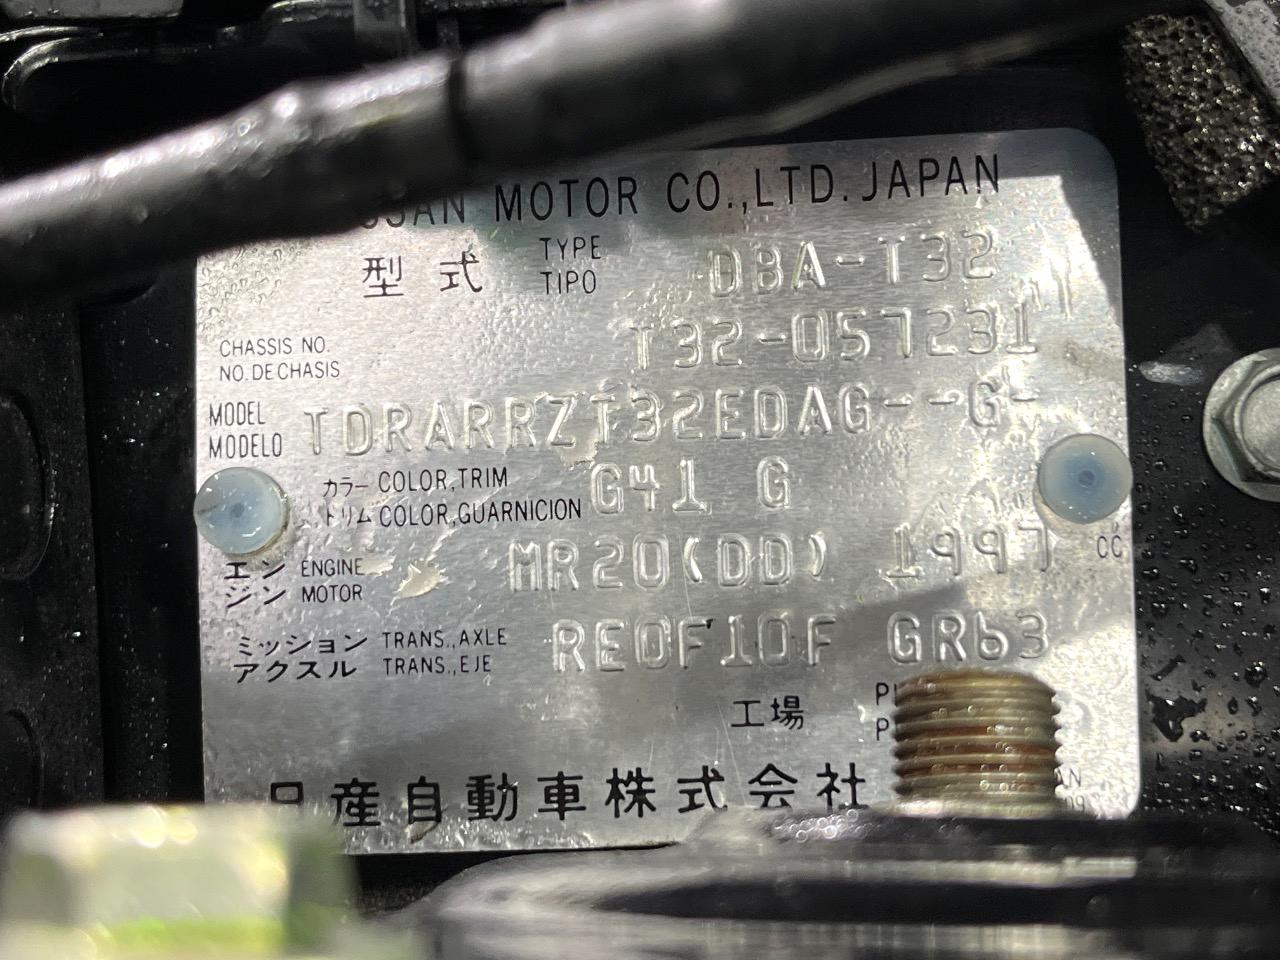 SSAN MOTOR CO.,LTD.JAPAN
型式 TYPE TIPO DBA-T32
CHASSIS NO. NO.DE CHASIS T32-057231
MODEL MODELO TDRARRZT32EDAG--G-
カラー COLOR,TRIM トリム COLOR,GUARNICION G41 G
エンジン ENGINE MOTOR MR20(DD) 1997 CC
ミッション TRANS.,AXLE アクスル TRANS.,EJE RE0F10F GR63
工場 P P
日産自動車株式会社